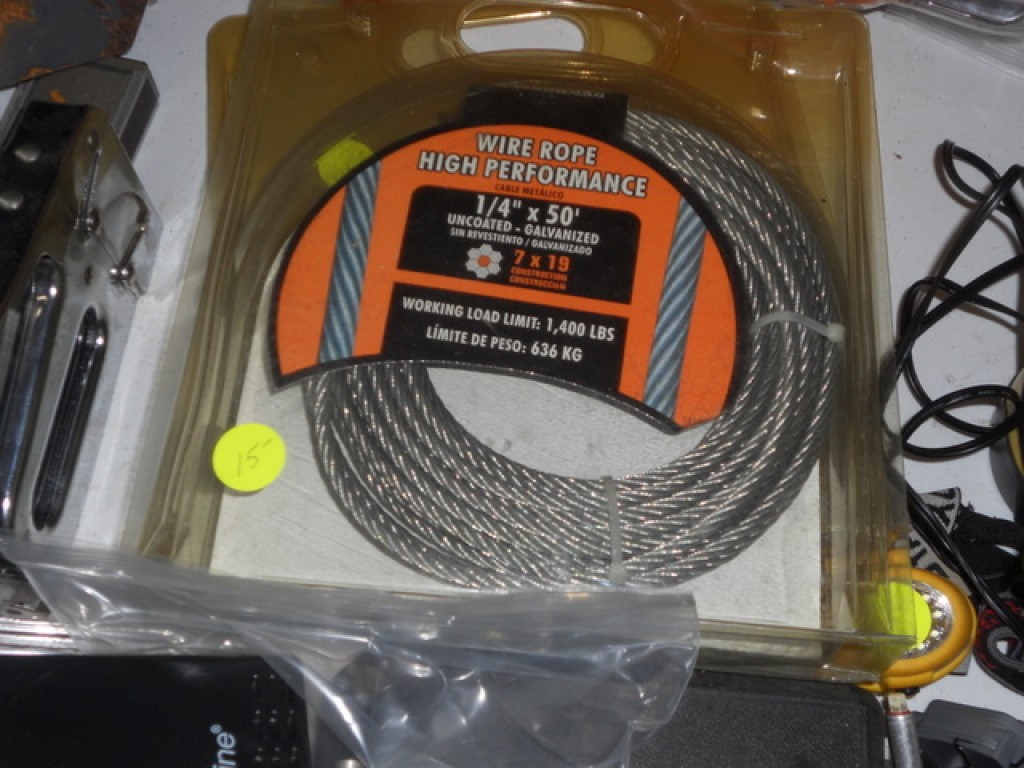 WIRE ROPE
HIGH PERFORMANCE
CABLE METÁLICO
1/4" x 50'
UNCOATED - GALVANIZED
SIN REVESTIENTO / GALVANIZADO
7 x 19
CONSTRUCTION
CONSTRUCCIÓN
WORKING LOAD LIMIT: 1,400 LBS
LÍMITE DE PESO: 636 KG
15
ine®